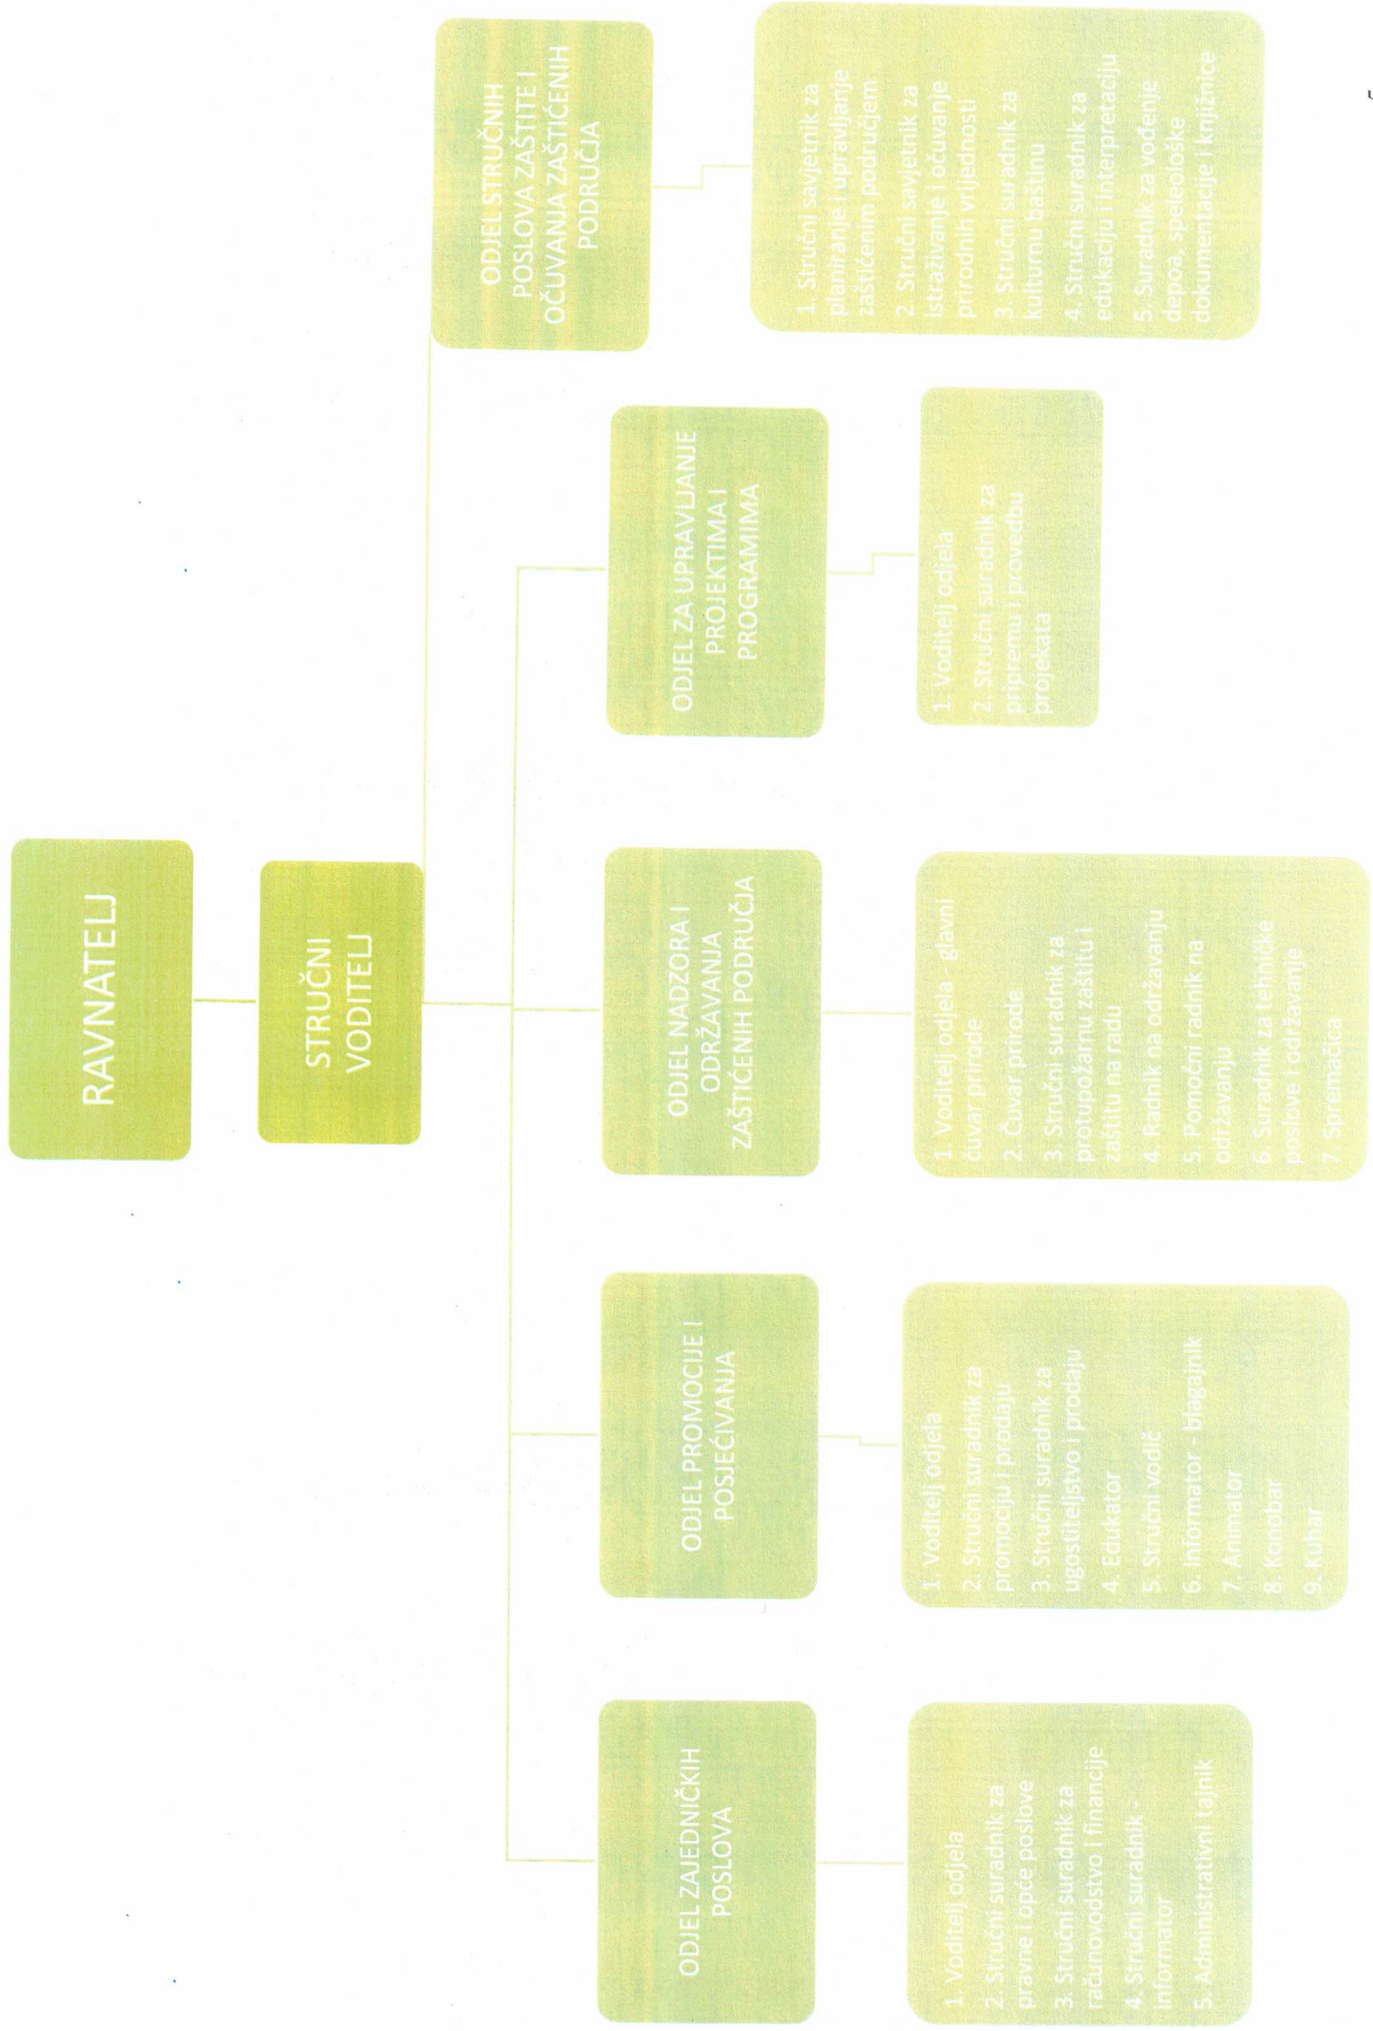 RAVNATELJ
STRUČNI
VODITELJ
ODJEL ZAJEDNIČKIH
POSLOVA
1. Voditelj odjela
2. Stručni suradnik za
pravne i opće poslove
3. Stručni suradnik za
računovodstvo i financije
4. Stručni suradnik -
informator
5. Administrativni tajnik
ODJEL PROMOCIJE I
POSJEĆIVANJA
1. Voditelj odjela
2. Stručni suradnik za
promociju i prodaju
3. Stručni suradnik za
ugostiteljstvo i prodaju
4. Edukator
5. Stručni vodič
6. Informator - blagajnik
7. Animator
8. Konobar
9. Kuhar
ODJEL NADZORA I
ODRŽAVANJA
ZAŠTIĆENIH PODRUČJA
1. Voditelj odjela - glavni
čuvar prirode
2. Čuvar prirode
3. Stručni suradnik za
protupožarnu zaštitu i
zaštitu na radu
4. Radnik na održavanju
5. Pomoćni radnik na
održavanju
6. Suradnik za tehničke
poslove i održavanje
7. Spremačica
ODJEL ZA UPRAVLJANJE
PROJEKTIMA I
PROGRAMIMA
1. Voditelj odjela
2. Stručni suradnik za
pripremu i provedbu
projekata
ODJEL STRUČNIH
POSLOVA ZAŠTITE I
OČUVANJA ZAŠTIĆENIH
PODRUČJA
1. Stručni savjetnik za
planiranje i upravljanje
zaštićenim područjem
2. Stručni savjetnik za
istraživanje i očuvanje
prirodnih vrijednosti
3. Stručni suradnik za
kulturnu baštinu
4. Stručni suradnik za
edukaciju i interpretaciju
5. Suradnik za vođenje
depoa, speleološke
dokumentacije i knjižnice